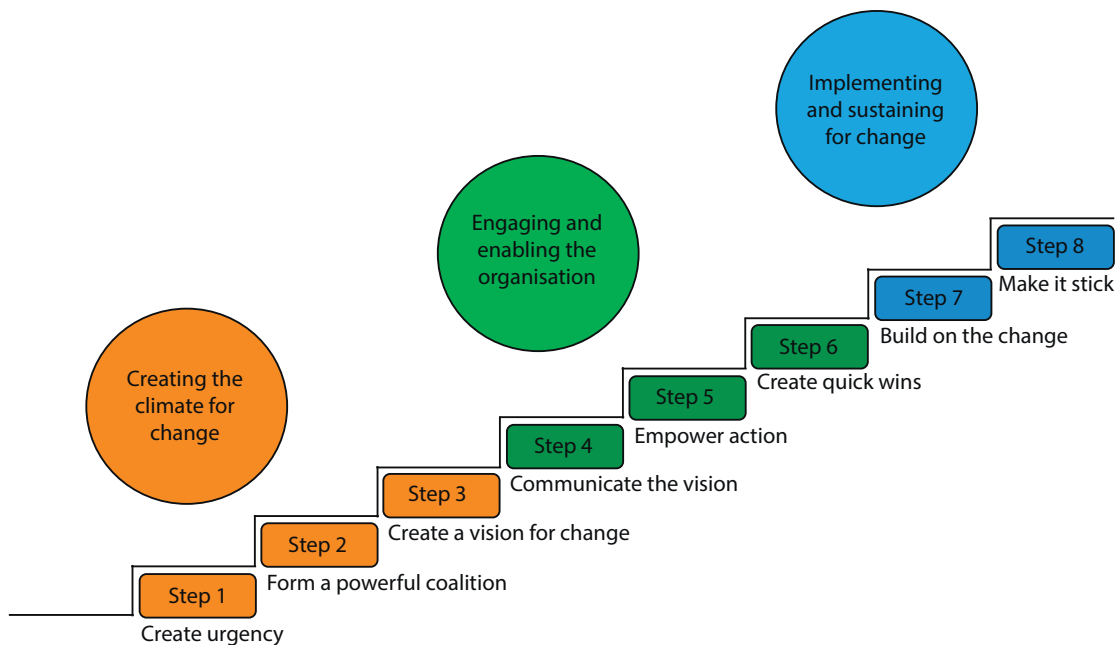 Implementing
and sustaining
for change
Engaging and
enabling the
organisation
Creating the
climate for
change
Step 8
Make it stick
Step 7
Build on the change
Step 6
Create quick wins
Step 5
Empower action
Step 4
Communicate the vision
Step 3
Create a vision for change
Step 2
Form a powerful coalition
Step 1
Create urgency